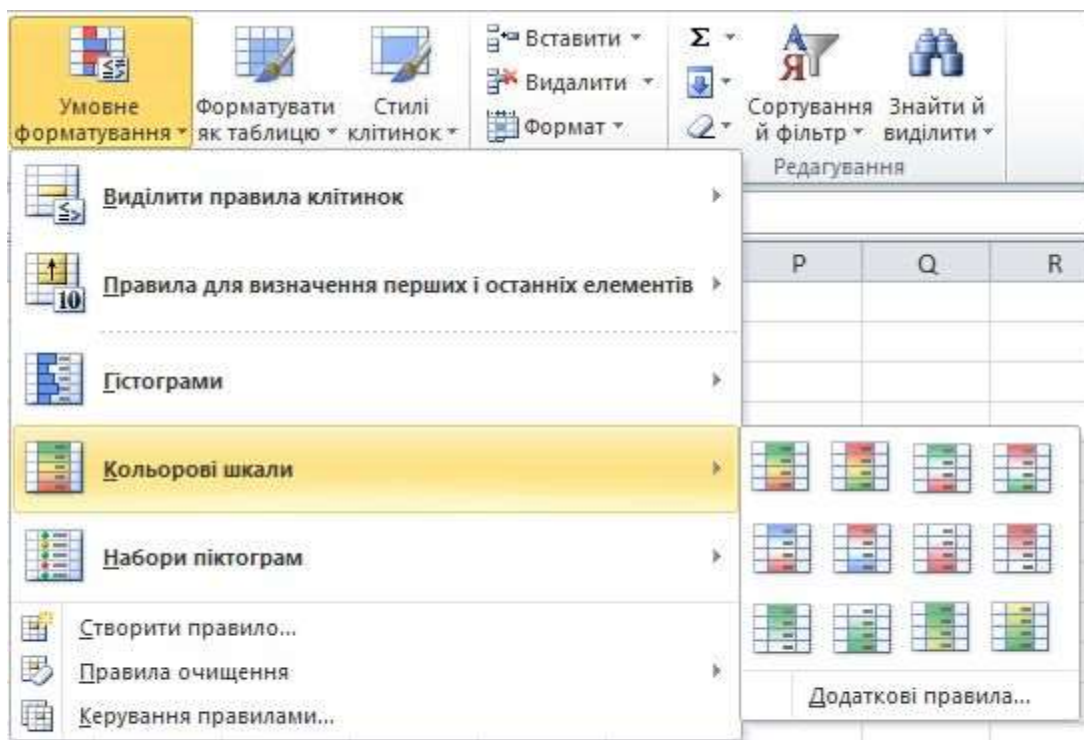 Умовне
форматування
Форматувати
як таблицю
Стилі
клітинок
Вставити
Видалити
Формат
Σ
А
Я
Сортування
й фільтр
Знайти й
виділити
Редагування
Виділити правила клітинок
10
Правила для визначення перших і останніх елементів
P Q R
Гістограми
Кольорові шкали
Набори піктограм
Створити правило...
Правила очищення
Керування правилами...
Додаткові правила...